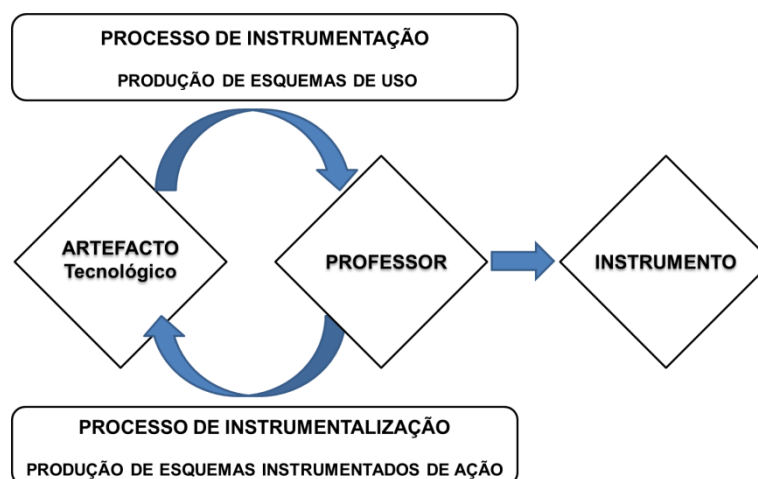 PROCESSO DE INSTRUMENTAÇÃO
PRODUÇÃO DE ESQUEMAS DE USO
ARTEFACTO
Tecnológico
PROFESSOR
INSTRUMENTO
PROCESSO DE INSTRUMENTALIZAÇÃO
PRODUÇÃO DE ESQUEMAS INSTRUMENTADOS DE AÇÃO